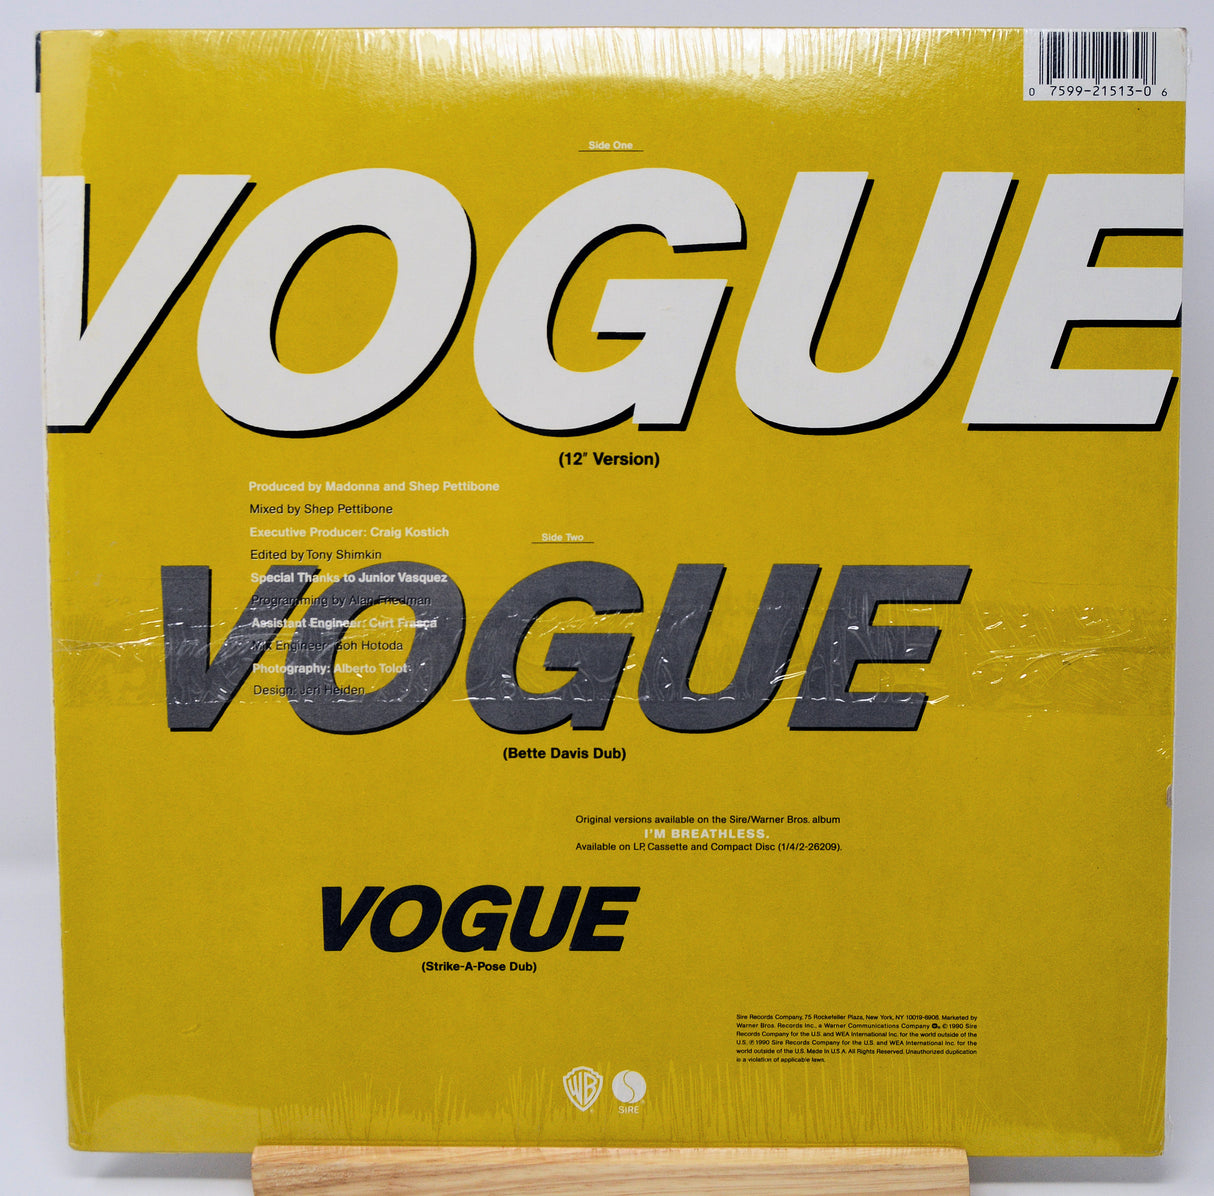 0 7599-21513-0 6
Side One
VOGUE
(12" Version)
Produced by Madonna and Shep Pettibone
Mixed by Shep Pettibone
Executive Producer: Craig Kostich
Edited by Tony Shimkin
Special Thanks to Junior Vasquez
Programming by Alan Friedman
Assistant Engineer: Curt Frasca
Mix Engineer: Goh Hotoda
Photography: Alberto Tolot
Design: Jeri Heiden
Side Two
VOGUE
(Bette Davis Dub)
Original versions available on the Sire/Warner Bros. album
I'M BREATHLESS.
Available on LP, Cassette and Compact Disc (1/4/2-26209).
VOGUE
(Strike-A-Pose Dub)
Sire Records Company, 75 Rockefeller Plaza, New York, NY 10019-6908. Marketed by
Warner Bros. Records Inc., a Warner Communications Company. © 1990 Sire
Records Company for the U.S. and WEA International Inc. for the world outside of the
U.S. ℗ 1990 Sire Records Company for the U.S. and WEA International Inc. for the
world outside of the U.S. Made in U.S.A. All Rights Reserved. Unauthorized duplication
is a violation of applicable laws.
WB
SIRE